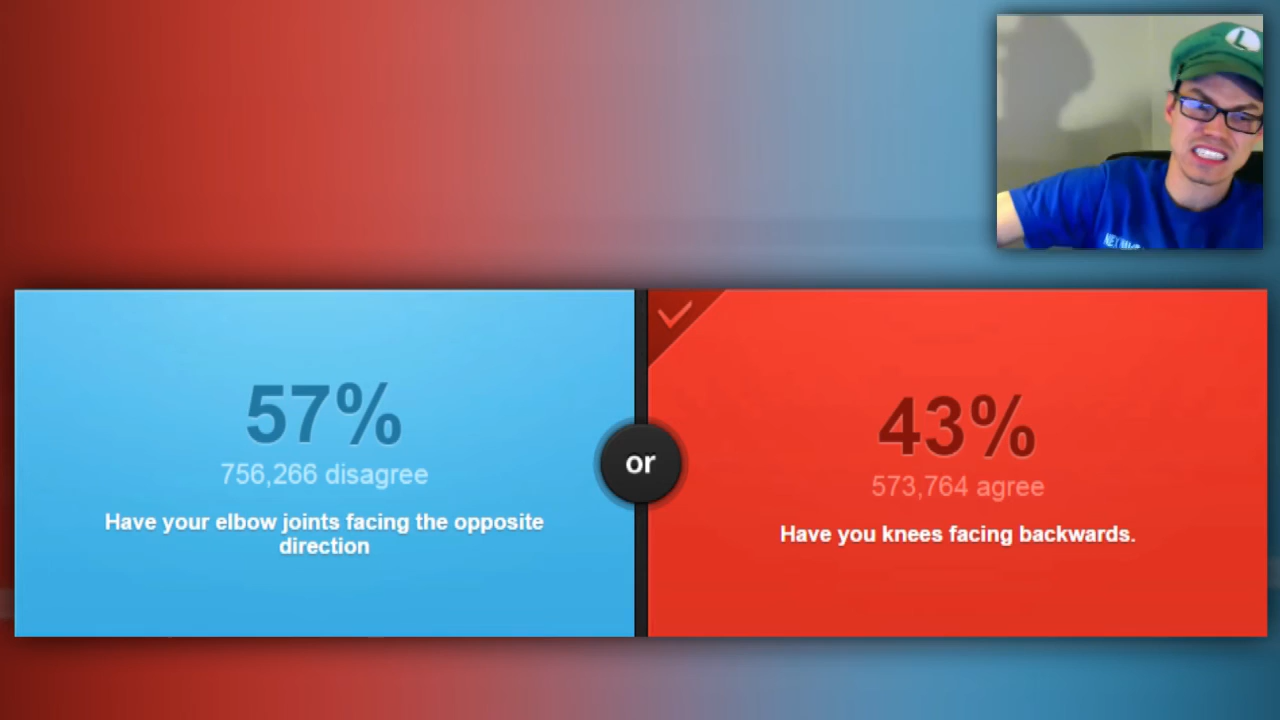 L
57%
756,266 disagree
Have your elbow joints facing the opposite
direction
or
43%
573,764 agree
Have you knees facing backwards.